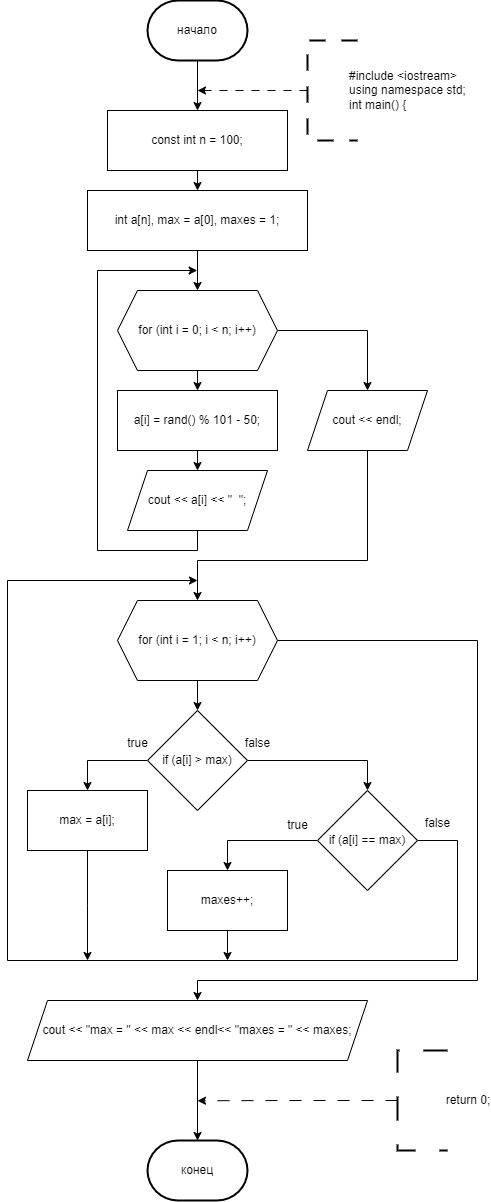 начало
#include <iostream>
using namespace std;
int main() {
const int n = 100;
int a[n], max = a[0], maxes = 1;
for (int i = 0; i < n; i++)
a[i] = rand() % 101 - 50;
cout << endl;
cout << a[i] << "  ";
for (int i = 1; i < n; i++)
true
false
if (a[i] > max)
max = a[i];
true
false
if (a[i] == max)
maxes++;
cout << "max = " << max << endl<< "maxes = " << maxes;
return 0;
конец